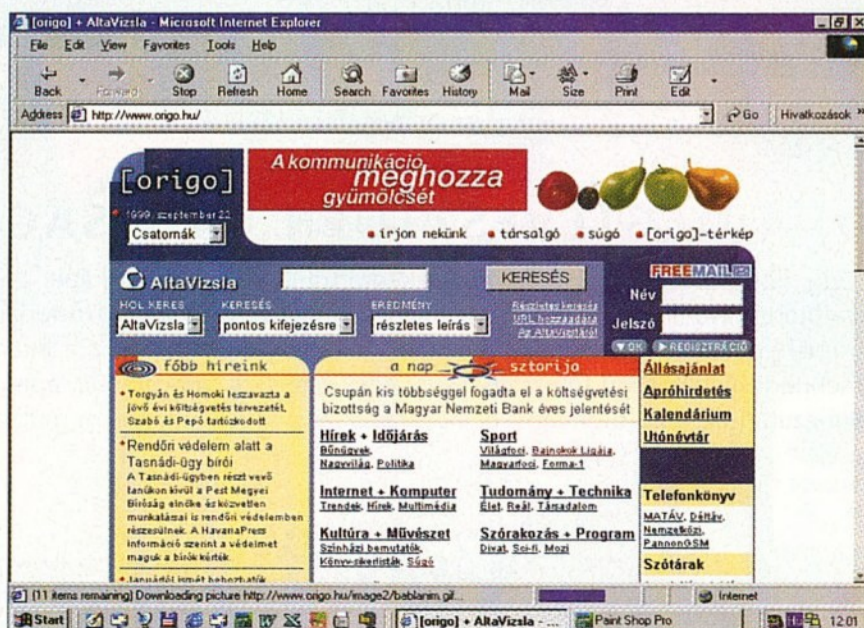 [origo] + AltaVizsla - Microsoft Internet Explorer
File Edit View Favorites Tools Help
Back Forward Stop Refresh Home Search Favorites History Mail Size Print Edit
Address http://www.origo.hu/ Go Hivatkozások
[origo]
A kommunikáció
meghozza
gyümölcsét
1999. szeptember 22
Csatornák
írjon nekünk társalgó súgó [origo]-térkép
AltaVizsla KERESÉS
HOL KERES KERESÉS EREDMÉNY
AltaVizsla pontos kifejezésre részletes leírás
Részletes keresés
URL hozzáadása
Az AltaVizsláról
FREEMAIL
Név
Jelszó
OK REGISZTRÁCIÓ
főbb híreink
Torgyán és Homoki leszavazta a
jövő évi költségvetés tervezetét,
Szabó és Pepó tartózkodott
Rendőri védelem alatt a
Tasnádi-ügy bírói
A Tasnádi-ügyben részt vevő
tanúkon kívül a Pest Megyei
Bíróság elnöke és közvetlen
munkatársai is rendőri védelemben
részesülnek. A HavariaPress
információ szerint a védelmet
maguk a bírók kérték.
Januártól ismét behozhatók
a nap sztorija
Csupán kis többséggel fogadta el a költségvetési
bizottság a Magyar Nemzeti Bank éves jelentését
Hírek + Időjárás
Bűnügyek,
Nagyvilág, Politika
Sport
Világfoci, Bajnokok Ligája,
Magyarfoci, Forma-1
Internet + Komputer
Trendek, Hírek, Multimédia
Tudomány + Technika
Élet, Reál, Társadalom
Kultúra + Művészet
Színházi bemutatók,
Könyv-sikerlisták, Súgó
Szórakozás + Program
Divat, Sci-fi, Mozi
Állásajánlat
Apróhirdetés
Kalendárium
Utónévtár
Telefonkönyv
MATÁV, Déltáv,
Nemzetközi,
PannonGSM
Szótárak
(11 items remaining) Downloading picture http://www.origo.hu/image2/bablanim.gif... Internet
Start [origo] + AltaVizsla - ... Paint Shop Pro 12:01